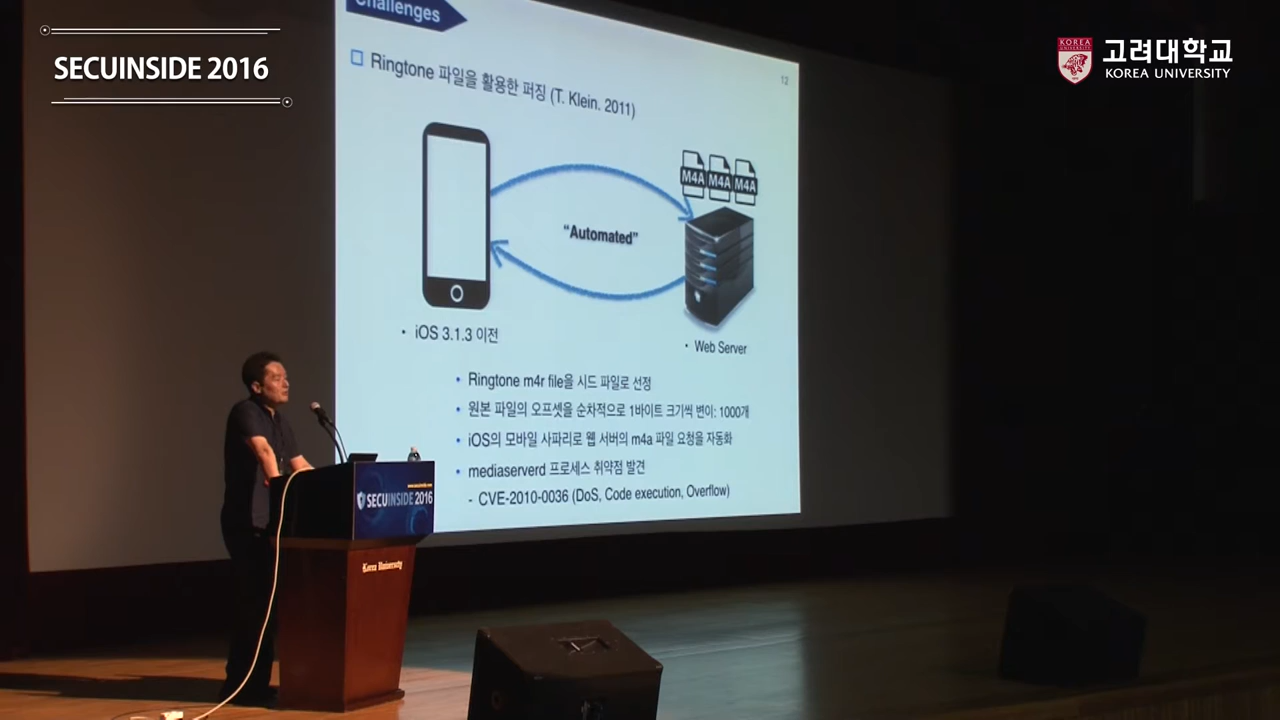 SECUINSIDE 2016
고려대학교
KOREA UNIVERSITY
Challenges
12
Ringtone 파일을 활용한 퍼징 (T. Klein. 2011)
M4A M4A M4A
“Automated”
• iOS 3.1.3 이전
• Web Server
• Ringtone m4r file을 시드 파일로 선정
• 원본 파일의 오프셋을 순차적으로 1바이트 크기씩 변이: 1000개
• iOS의 모바일 사파리로 웹 서버의 m4a 파일 요청을 자동화
• mediaserverd 프로세스 취약점 발견
- CVE-2010-0036 (DoS, Code execution, Overflow)
www.secuinside.com
SECUINSIDE 2016
Korea University